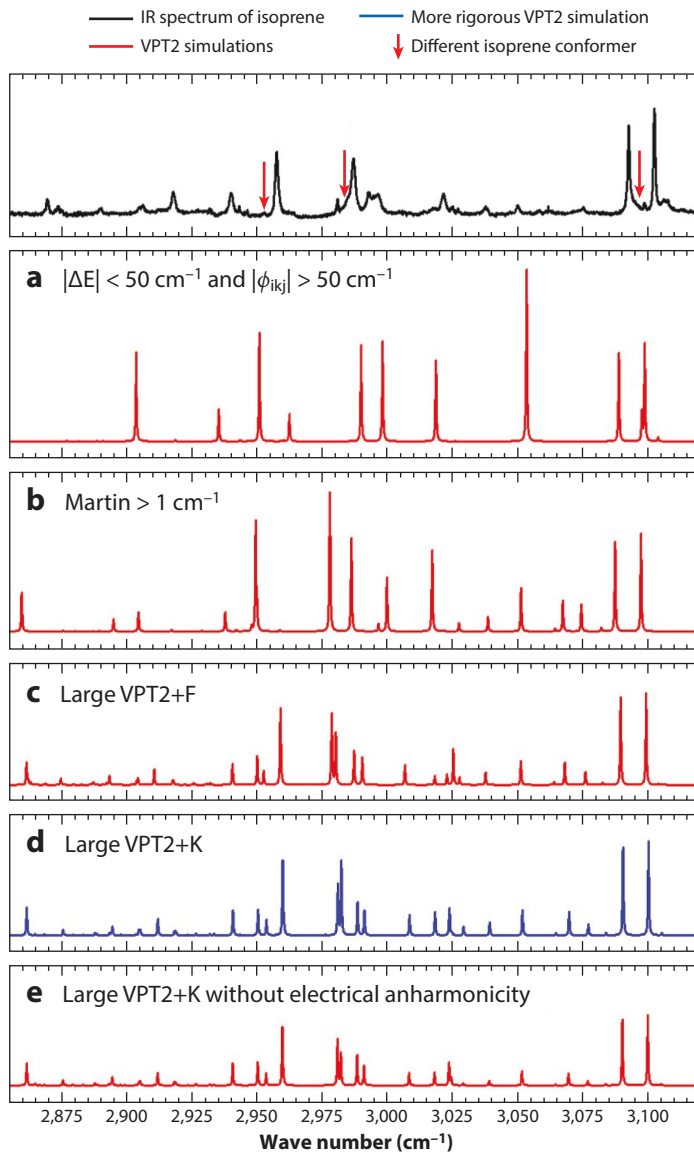 IR spectrum of isoprene
More rigorous VPT2 simulation
VPT2 simulations
Different isoprene conformer
a |ΔE| < 50 cm⁻¹ and |ϕᵢₖⱼ| > 50 cm⁻¹
b Martin > 1 cm⁻¹
c Large VPT2+F
d Large VPT2+K
e Large VPT2+K without electrical anharmonicity
2,875 2,900 2,925 2,950 2,975 3,000 3,025 3,050 3,075 3,100
Wave number (cm⁻¹)